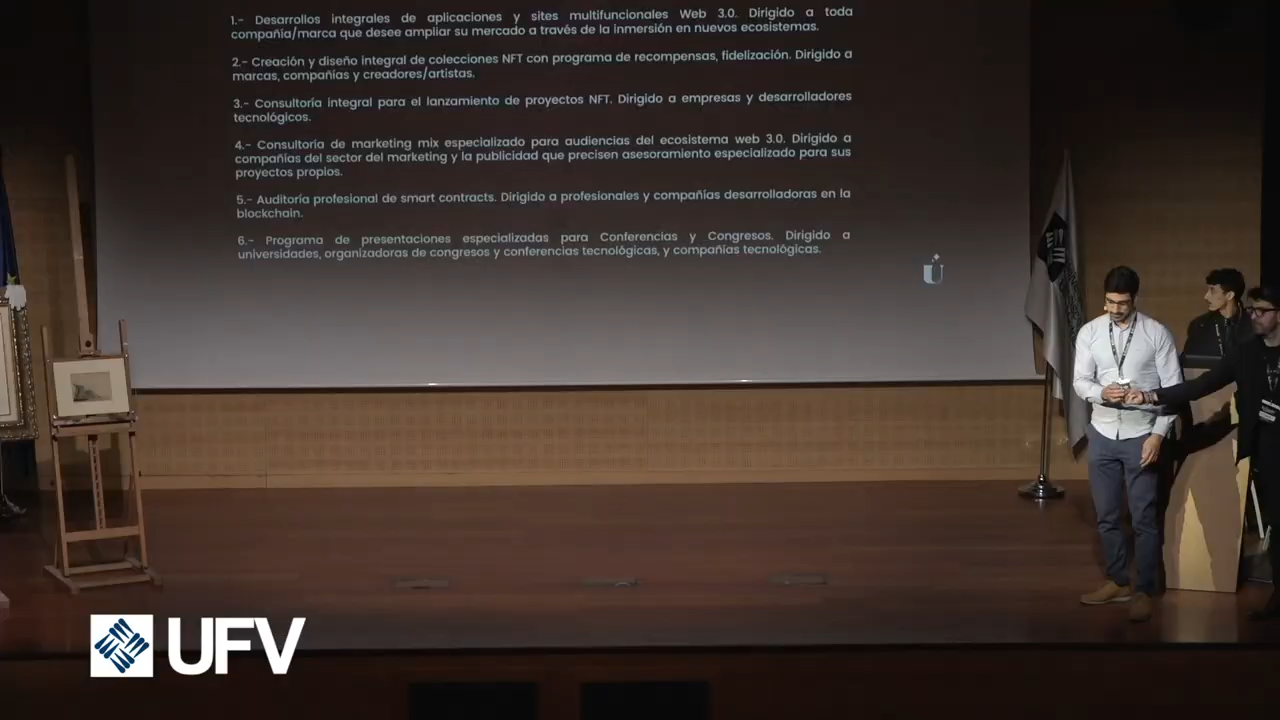 1.- Desarrollos integrales de aplicaciones y sites multifuncionales Web 3.0. Dirigido a toda
compañía/marca que desee ampliar su mercado a través de la inmersión en nuevos ecosistemas.
2.- Creación y diseño integral de colecciones NFT con programa de recompensas, fidelización. Dirigido a
marcas, compañías y creadores/artistas.
3.- Consultoría integral para el lanzamiento de proyectos NFT. Dirigido a empresas y desarrolladores
tecnológicos.
4.- Consultoría de marketing mix especializado para audiencias del ecosistema web 3.0. Dirigido a
compañías del sector del marketing y la publicidad que precisen asesoramiento especializado para sus
proyectos propios.
5.- Auditoría profesional de smart contracts. Dirigido a profesionales y compañías desarrolladoras en la
blockchain.
6.- Programa de presentaciones especializadas para Conferencias y Congresos. Dirigido a
universidades, organizadoras de congresos y conferencias tecnológicas, y compañías tecnológicas.
UFV